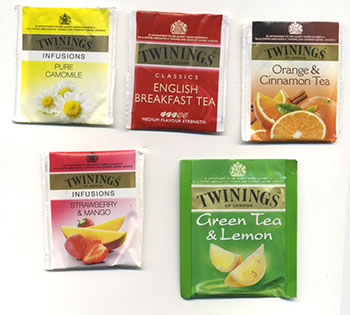 TWININGS
INFUSIONS
PURE
CAMOMILE
TWININGS
CLASSICS
ENGLISH
BREAKFAST TEA
MEDIUM FLAVOUR STRENGTH
TWININGS
Orange &
Cinnamon Tea
TWININGS
INFUSIONS
STRAWBERRY
& MANGO
TWININGS
OF LONDON
Green Tea
& Lemon